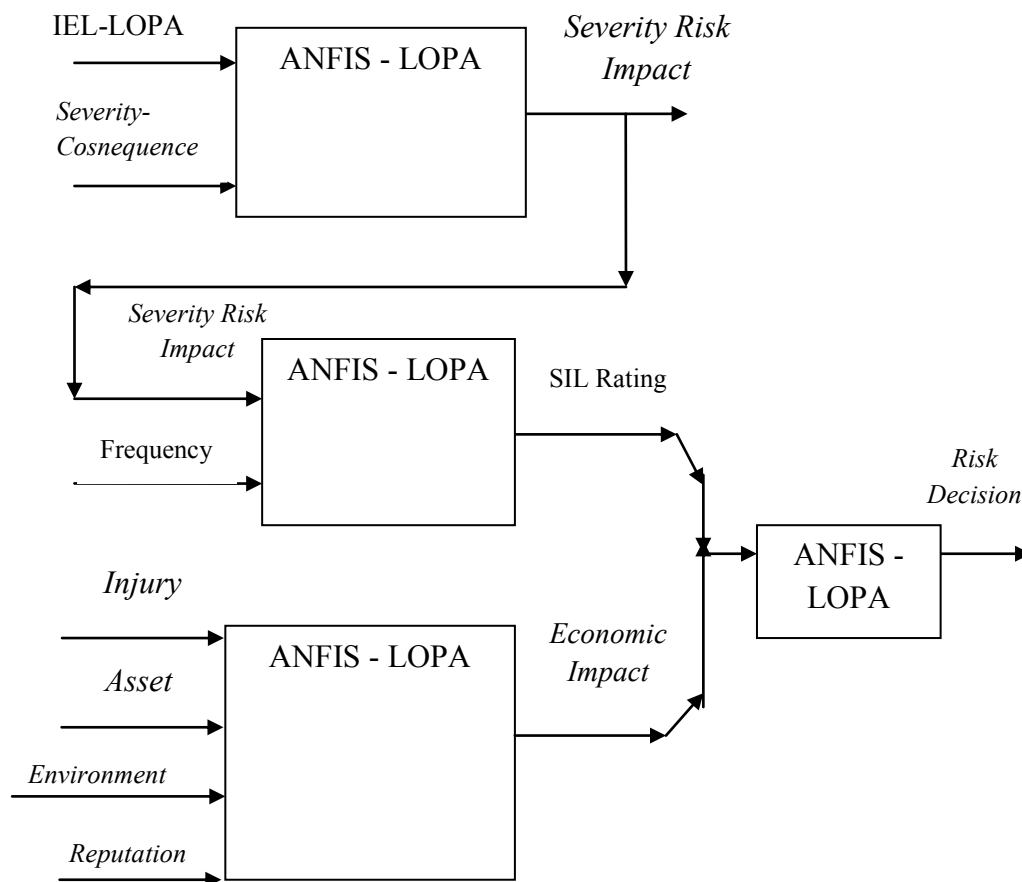 IEL-LOPA
ANFIS - LOPA
Severity Risk
Impact
Severity-
Cosnequence
Severity Risk
Impact
ANFIS - LOPA
SIL Rating
Frequency
Risk
Decision
ANFIS -
LOPA
Injury
ANFIS - LOPA
Economic
Impact
Asset
Environment
Reputation